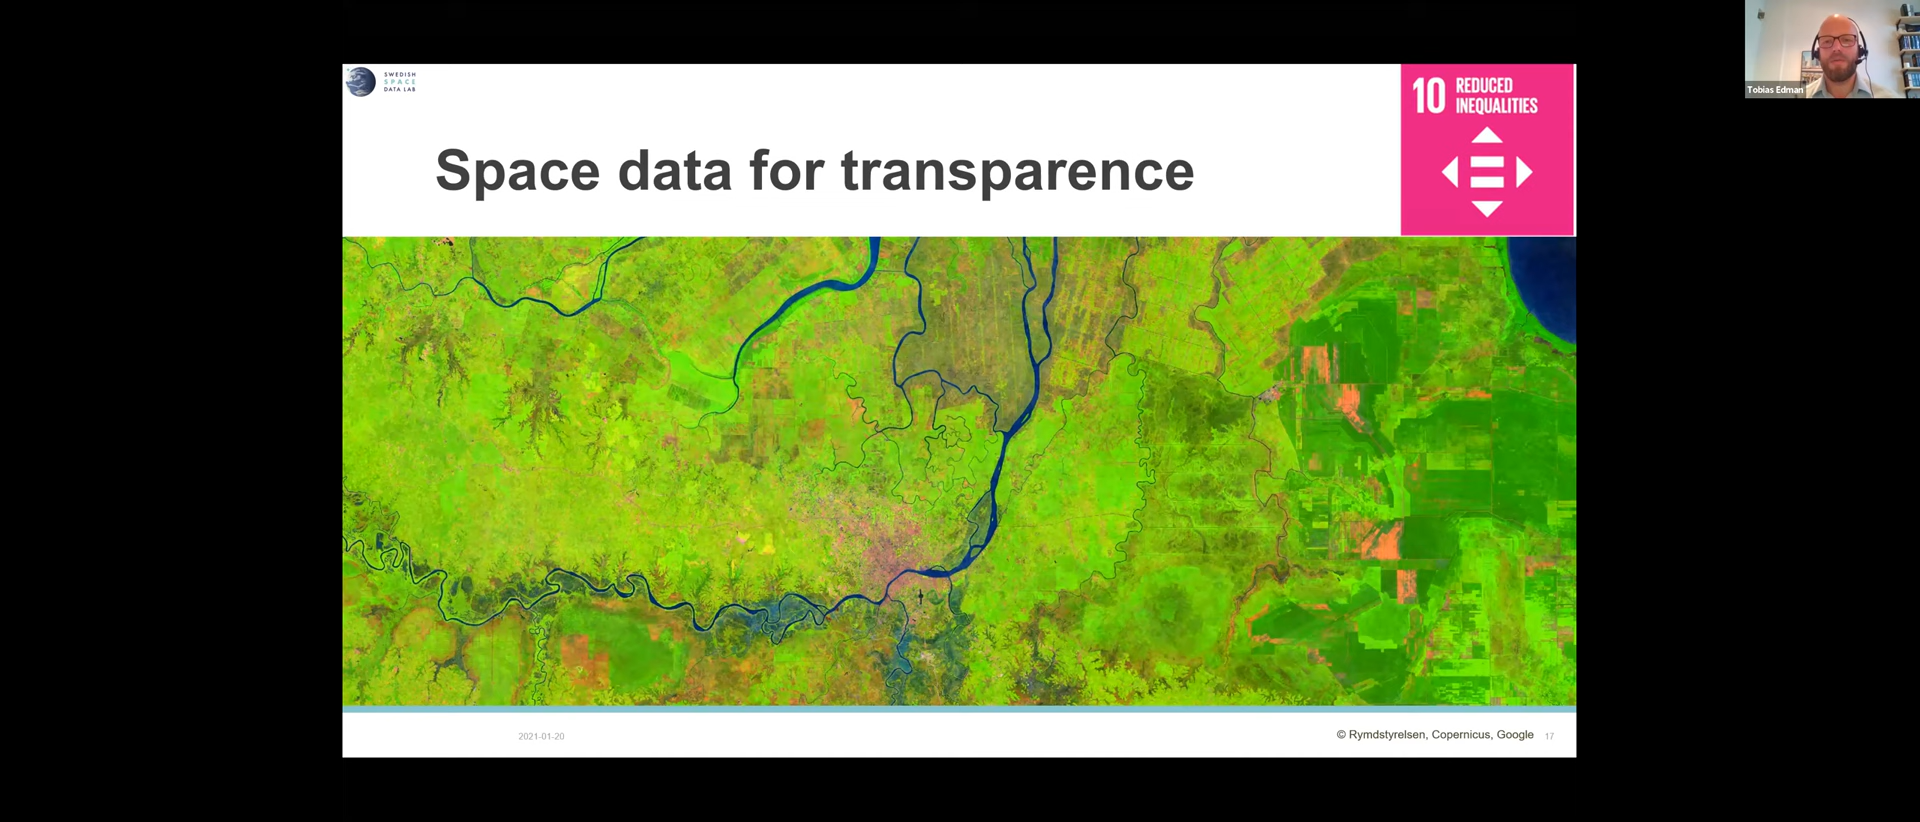 SWEDISH
SPACE
DATA LAB
10 REDUCED
INEQUALITIES
Space data for transparence
Tobias Edman
2021-01-20
© Rymdstyrelsen, Copernicus, Google
17